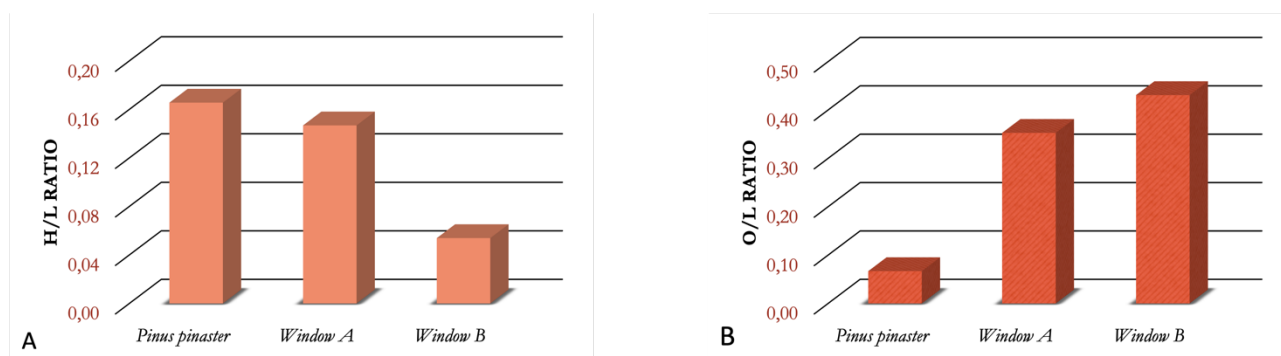 H/L RATIO
0,20
0,16
0,12
0,08
0,04
0,00
Pinus pinaster Window A Window B
A
O/L RATIO
0,50
0,40
0,30
0,20
0,10
0,00
Pinus pinaster Window A Window B
B